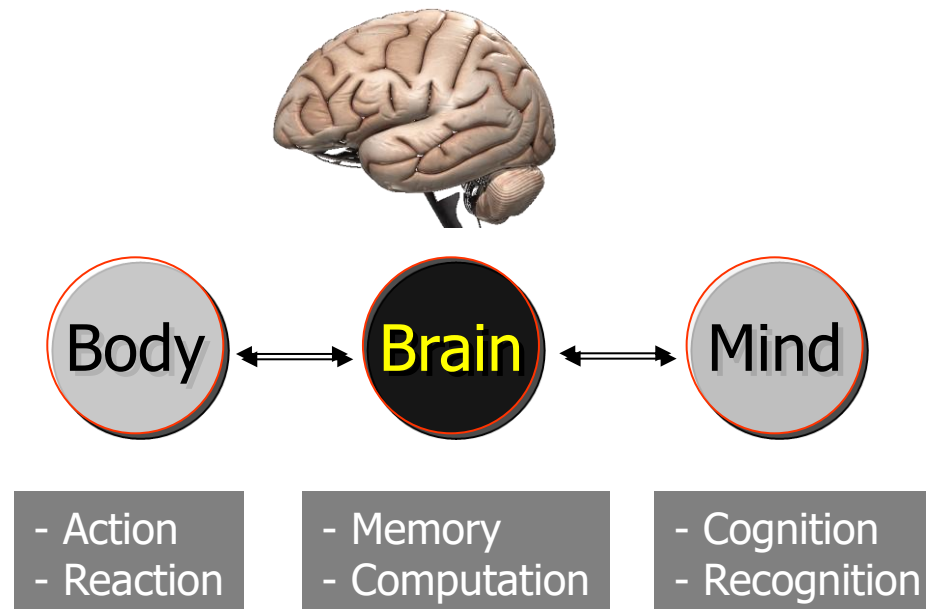 Body
Brain
Mind
- Action
- Reaction
- Memory
- Computation
- Cognition
- Recognition